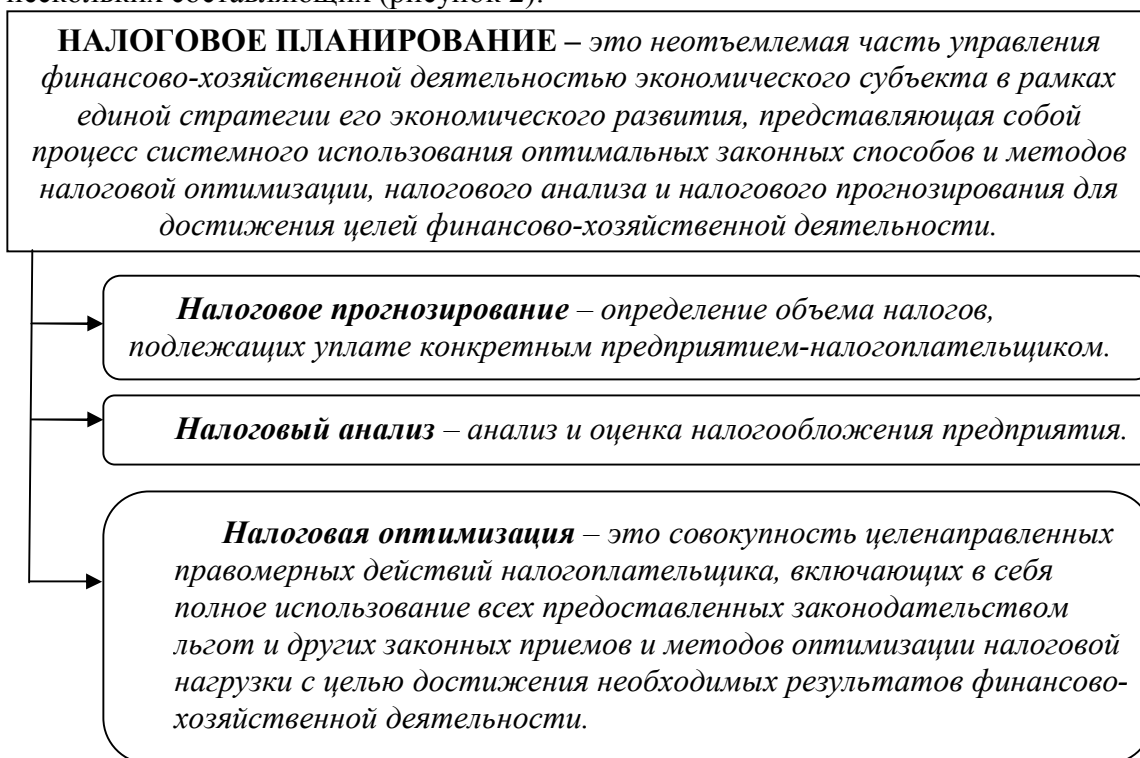 нескольких составляющих (рисунок 2).
НАЛОГОВОЕ ПЛАНИРОВАНИЕ – это неотъемлемая часть управления
финансово-хозяйственной деятельностью экономического субъекта в рамках
единой стратегии его экономического развития, представляющая собой
процесс системного использования оптимальных законных способов и методов
налоговой оптимизации, налогового анализа и налогового прогнозирования для
достижения целей финансово-хозяйственной деятельности.
Налоговое прогнозирование – определение объема налогов,
подлежащих уплате конкретным предприятием-налогоплательщиком.
Налоговый анализ – анализ и оценка налогообложения предприятия.
Налоговая оптимизация – это совокупность целенаправленных
правомерных действий налогоплательщика, включающих в себя
полное использование всех предоставленных законодательством
льгот и других законных приемов и методов оптимизации налоговой
нагрузки с целью достижения необходимых результатов финансово-
хозяйственной деятельности.